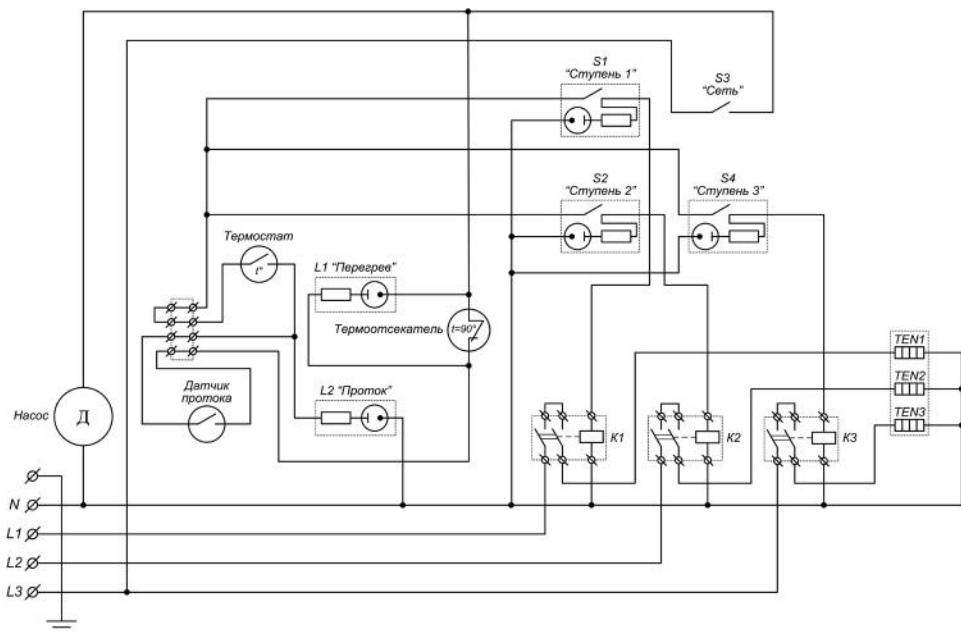 S1
“Ступень 1”
S3
“Сеть”
S2
“Ступень 2”
S4
“Ступень 3”
Термостат
t°
L1 “Перегрев”
Термоотсекатель
t=90°
TEN1
TEN2
TEN3
Датчик
протока
L2 “Проток”
Насос
Д
K1
K2
K3
N
L1
L2
L3